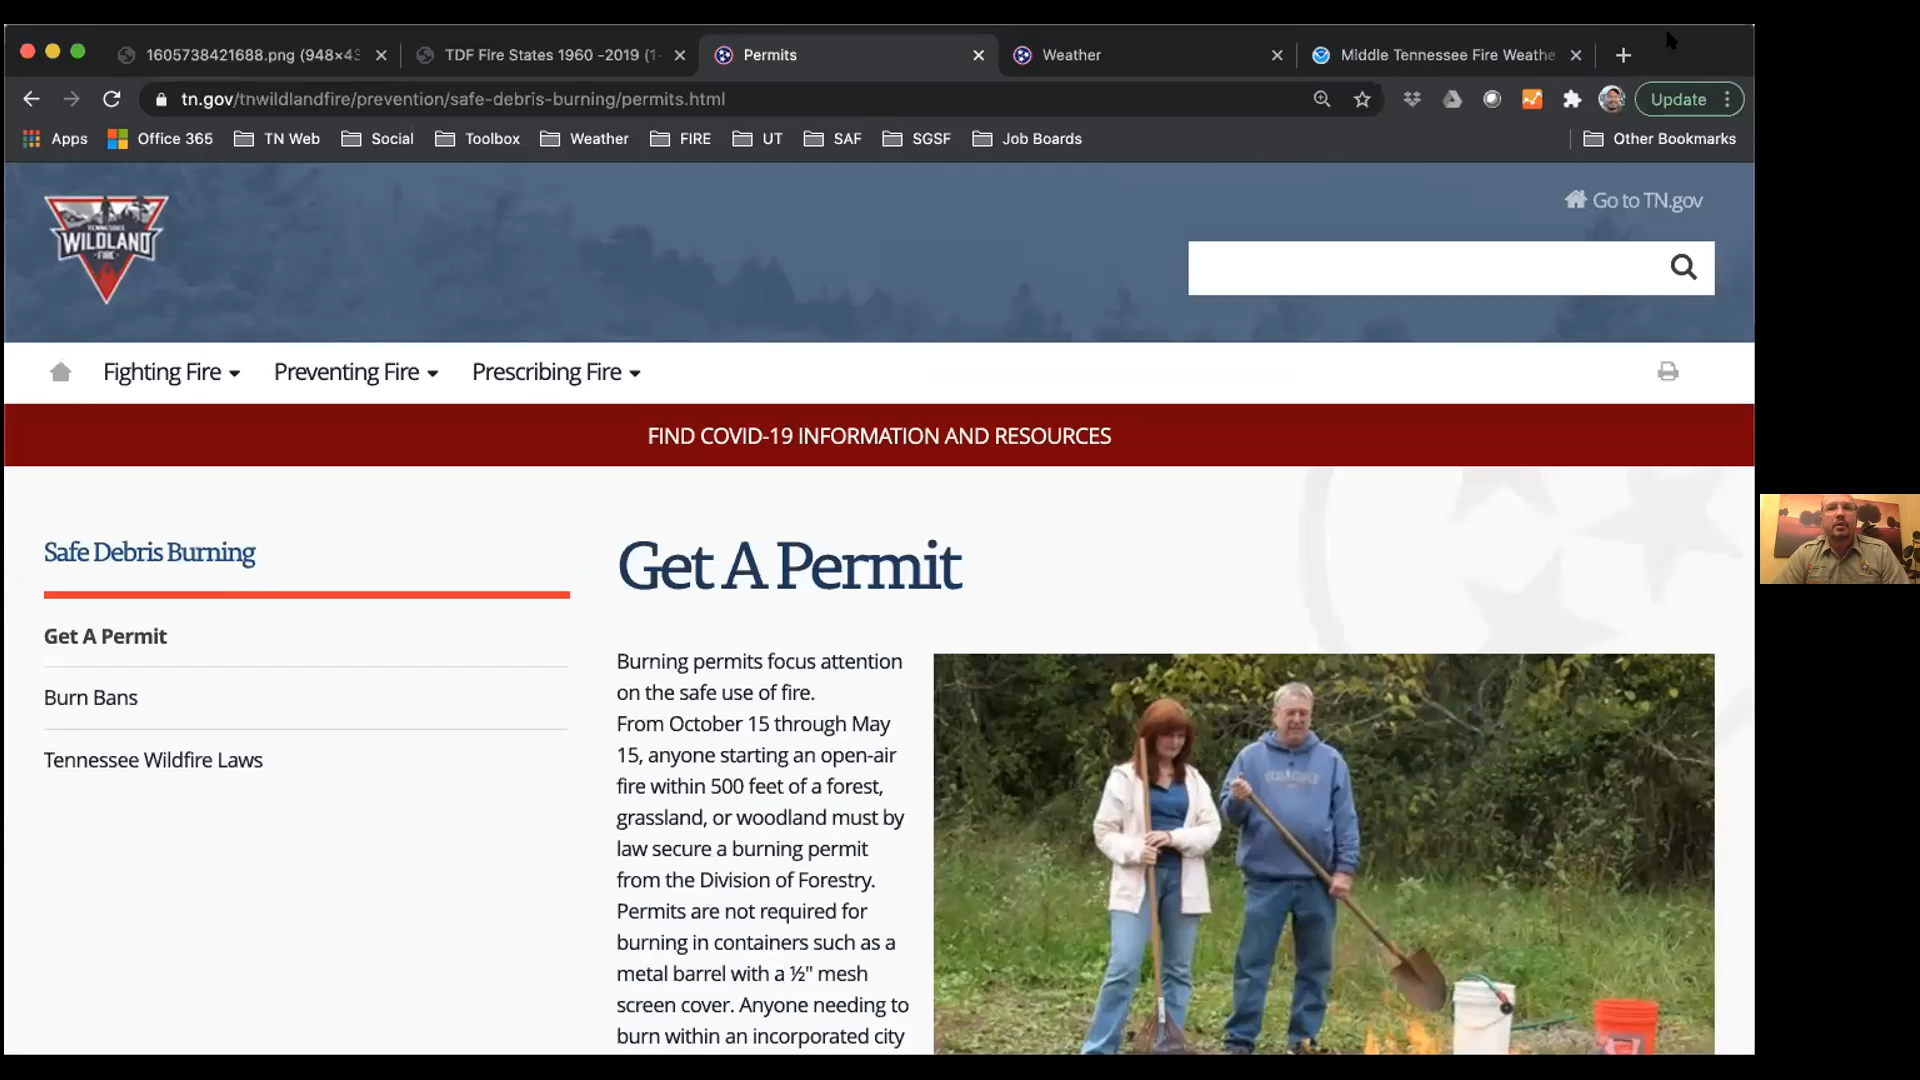 1605738421688.png (948×43
TDF Fire States 1960 -2019 (1-
Permits
Weather
Middle Tennessee Fire Weathe
tn.gov/tnwildlandfire/prevention/safe-debris-burning/permits.html
Update
Apps
Office 365
TN Web
Social
Toolbox
Weather
FIRE
UT
SAF
SGSF
Job Boards
Other Bookmarks
TENNESSEE
WILDLAND
FIRE
Go to TN.gov
Fighting Fire
Preventing Fire
Prescribing Fire
FIND COVID-19 INFORMATION AND RESOURCES
Safe Debris Burning
Get A Permit
Burn Bans
Tennessee Wildfire Laws
Get A Permit
Burning permits focus attention
on the safe use of fire.
From October 15 through May
15, anyone starting an open-air
fire within 500 feet of a forest,
grassland, or woodland must by
law secure a burning permit
from the Division of Forestry.
Permits are not required for
burning in containers such as a
metal barrel with a ½" mesh
screen cover. Anyone needing to
burn within an incorporated city